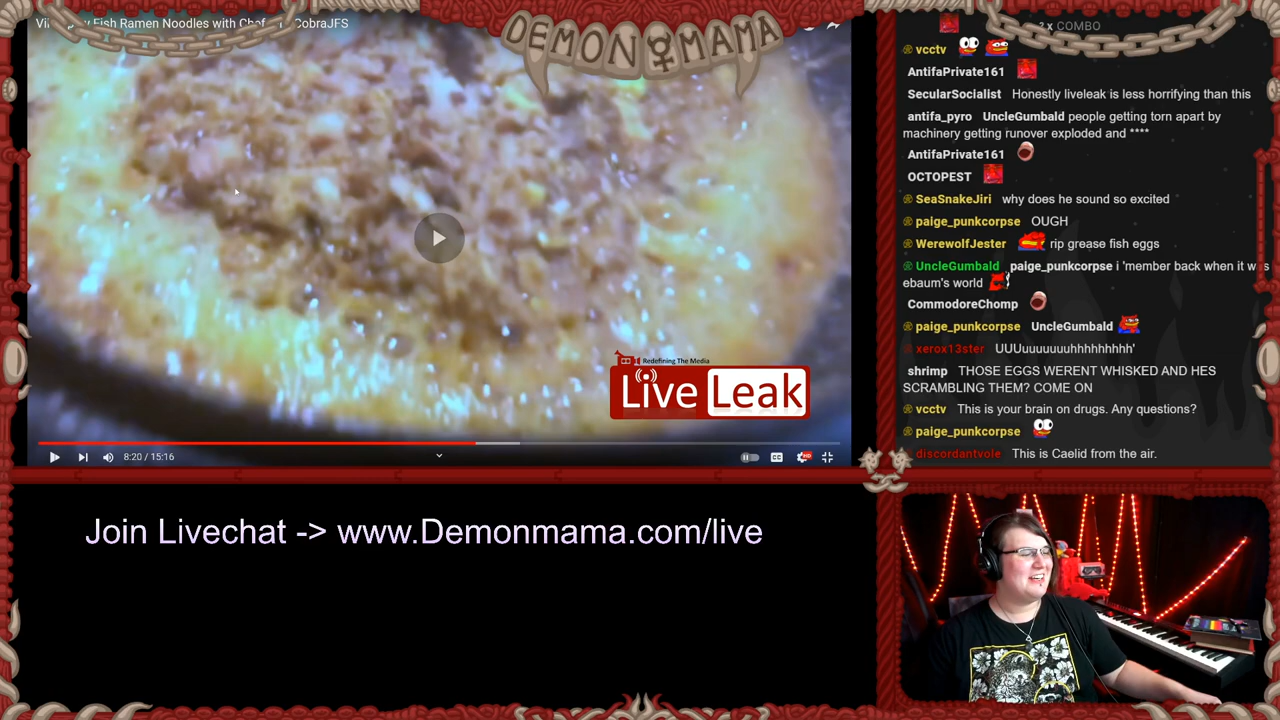 Vi
y Fish Ramen Noodles with Chef
CobraJFS
DEMON MAMA
Redefining The Media
Live Leak
8:20 / 15:16
CC
HD
Join Livechat -> www.Demonmama.com/live
x COMBO
vcctv
AntifaPrivate161
SecularSocialist Honestly liveleak is less horrifying than this
antifa_pyro UncleGumbald people getting torn apart by
machinery getting runover exploded and ****
AntifaPrivate161
OCTOPEST
SeaSnakeJiri why does he sound so excited
paige_punkcorpse OUGH
WerewolfJester rip grease fish eggs
UncleGumbald paige_punkcorpse i 'member back when it was
ebaum's world
CommodoreChomp
paige_punkcorpse UncleGumbald
xerox13ster UUUuuuuuuuhhhhhhhhh'
shrimp THOSE EGGS WERENT WHISKED AND HES
SCRAMBLING THEM? COME ON
vcctv This is your brain on drugs. Any questions?
paige_punkcorpse
discordantvole This is Caelid from the air.